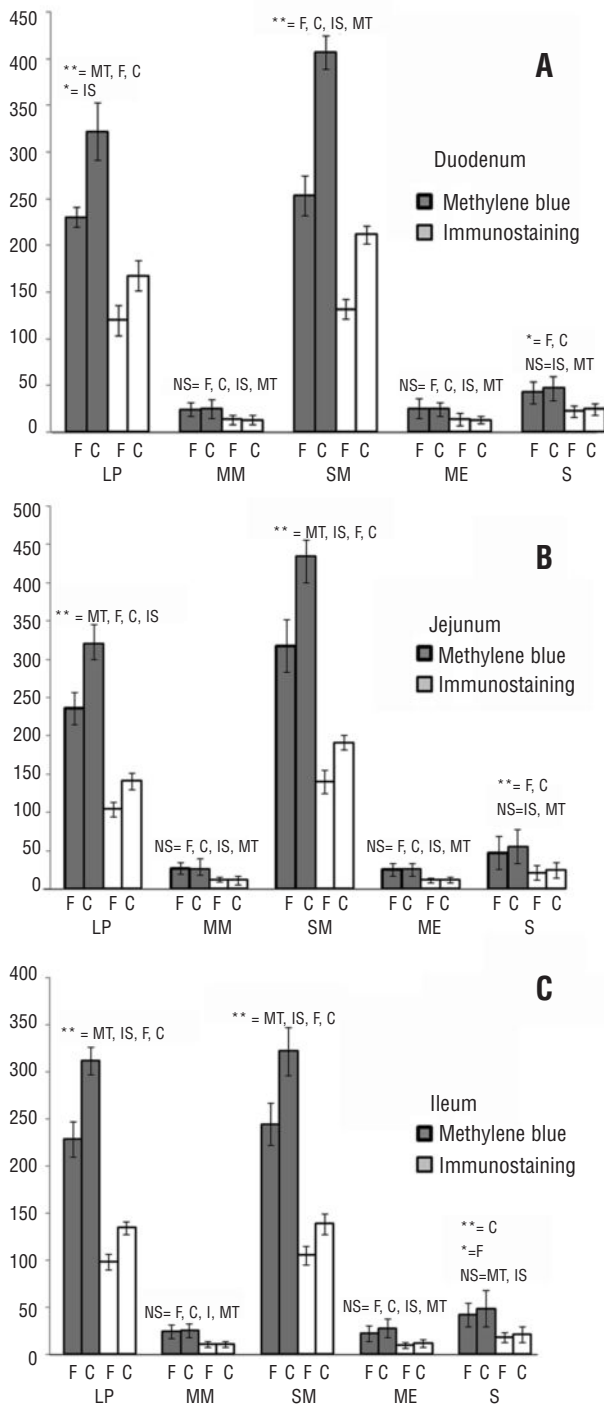 450
400
350
300
250
200
150
100
50
0
**= MT, F, C
*= IS
**= F, C, IS, MT
A
Duodenum
Methylene blue
Immunostaining
NS= F, C, IS, MT
NS= F, C, IS, MT
*= F, C
NS=IS, MT
F C F C F C F C F C F C F C F C F C F C
LP MM SM ME S
500
450
400
350
300
250
200
150
100
50
0
** = MT, F, C, IS
** = MT, IS, F, C
B
Jejunum
Methylene blue
Immunostaining
NS= F, C, IS, MT
NS= F, C, IS, MT
**= F, C
NS=IS, MT
F C F C F C F C F C F C F C F C F C F C
LP MM SM ME S
400
350
300
250
200
150
100
50
0
** = MT, IS, F, C
** = MT, IS, F, C
C
Ileum
Methylene blue
Immunostaining
NS= F, C, I, MT
NS= F, C, IS, MT
**= C
*=F
NS=MT, IS
F C F C F C F C F C F C F C F C F C F C
LP MM SM ME S